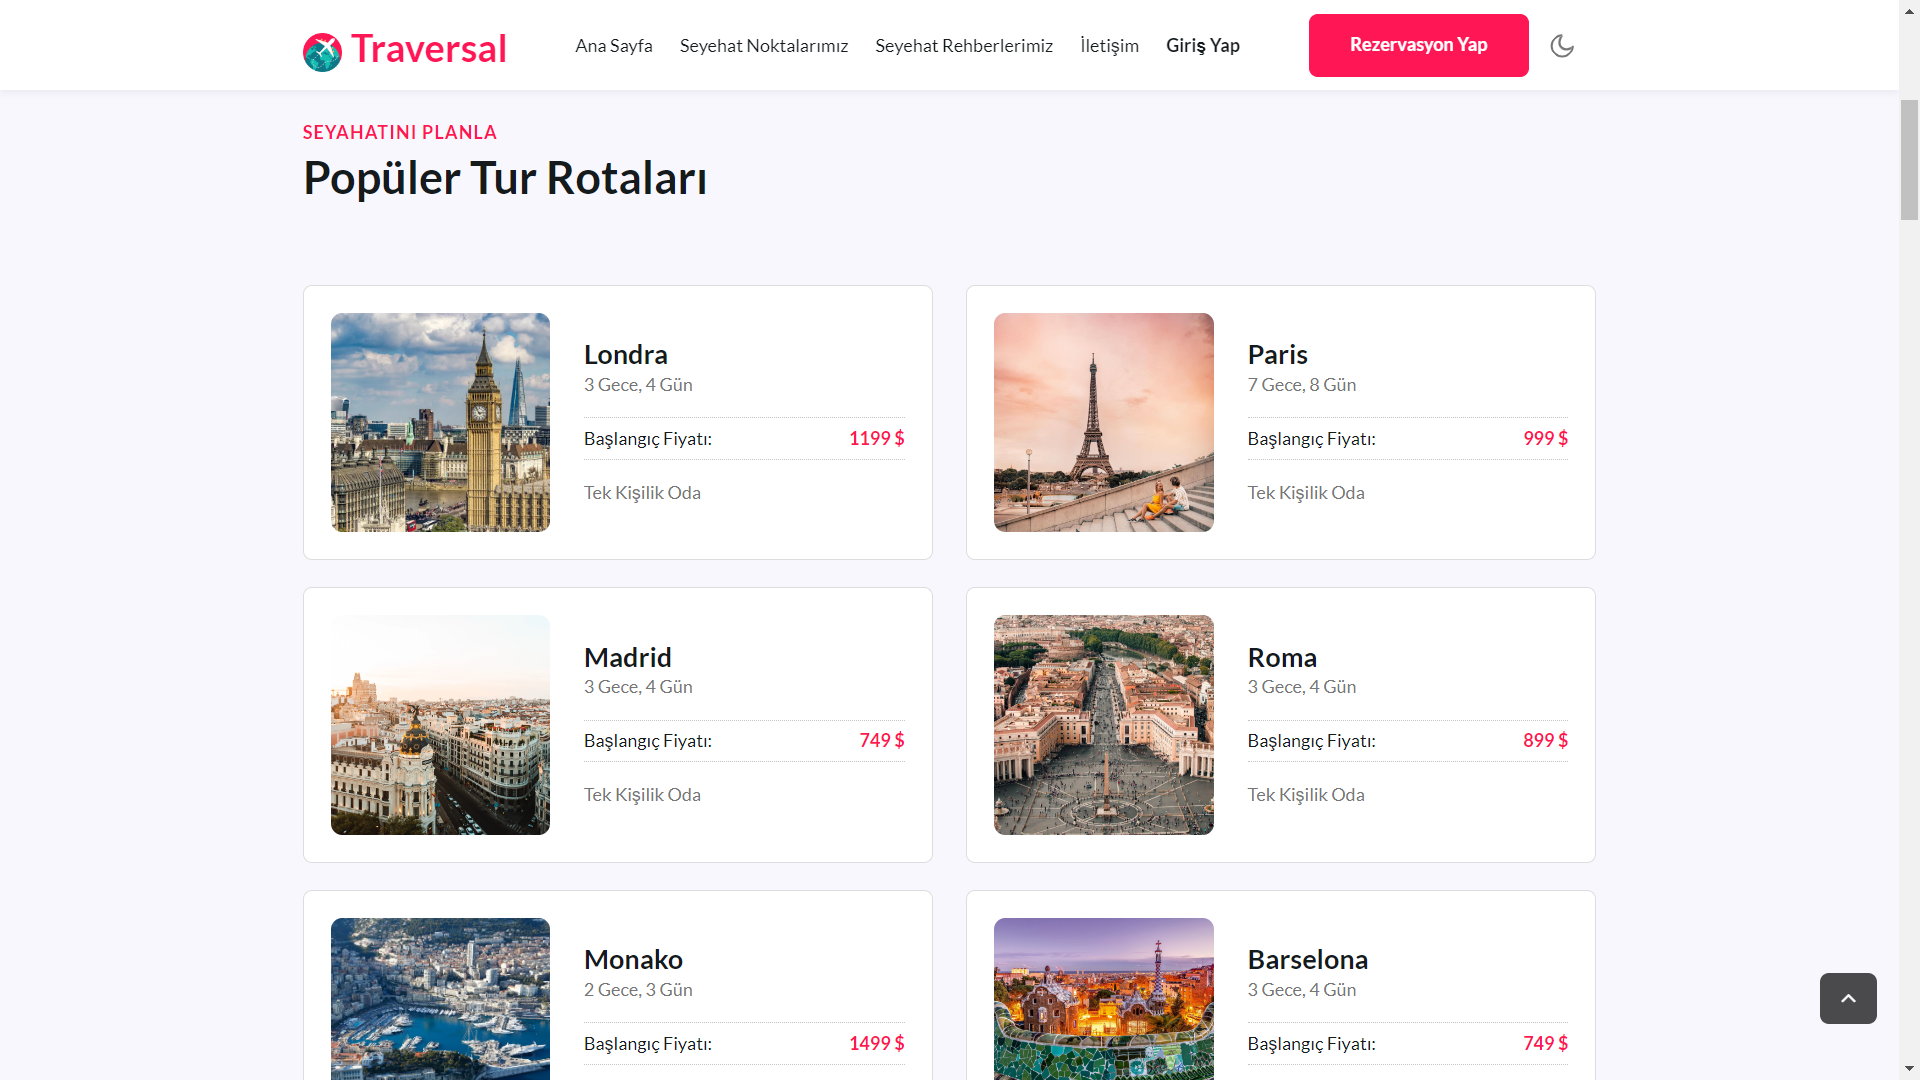 Traversal
Ana Sayfa
Seyehat Noktalarımız
Seyehat Rehberlerimiz
İletişim
Giriş Yap
Rezervasyon Yap
SEYAHATINI PLANLA
Popüler Tur Rotaları
Londra
3 Gece, 4 Gün
Başlangıç Fiyatı: 1199 $
Tek Kişilik Oda
Paris
7 Gece, 8 Gün
Başlangıç Fiyatı: 999 $
Tek Kişilik Oda
Madrid
3 Gece, 4 Gün
Başlangıç Fiyatı: 749 $
Tek Kişilik Oda
Roma
3 Gece, 4 Gün
Başlangıç Fiyatı: 899 $
Tek Kişilik Oda
Monako
2 Gece, 3 Gün
Başlangıç Fiyatı: 1499 $
Barselona
3 Gece, 4 Gün
Başlangıç Fiyatı: 749 $